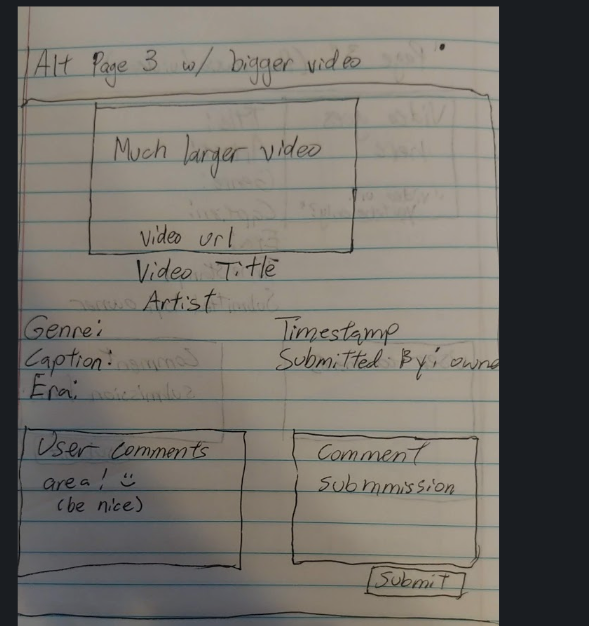 Alt Page 3 w/ bigger video
Much larger video
Video url
Video Title
Artist
Genre:
Timestamp
Caption:
Submitted By: owne
Era:
User Comments
area! :)
(be nice)
Comment
submmission
Submit